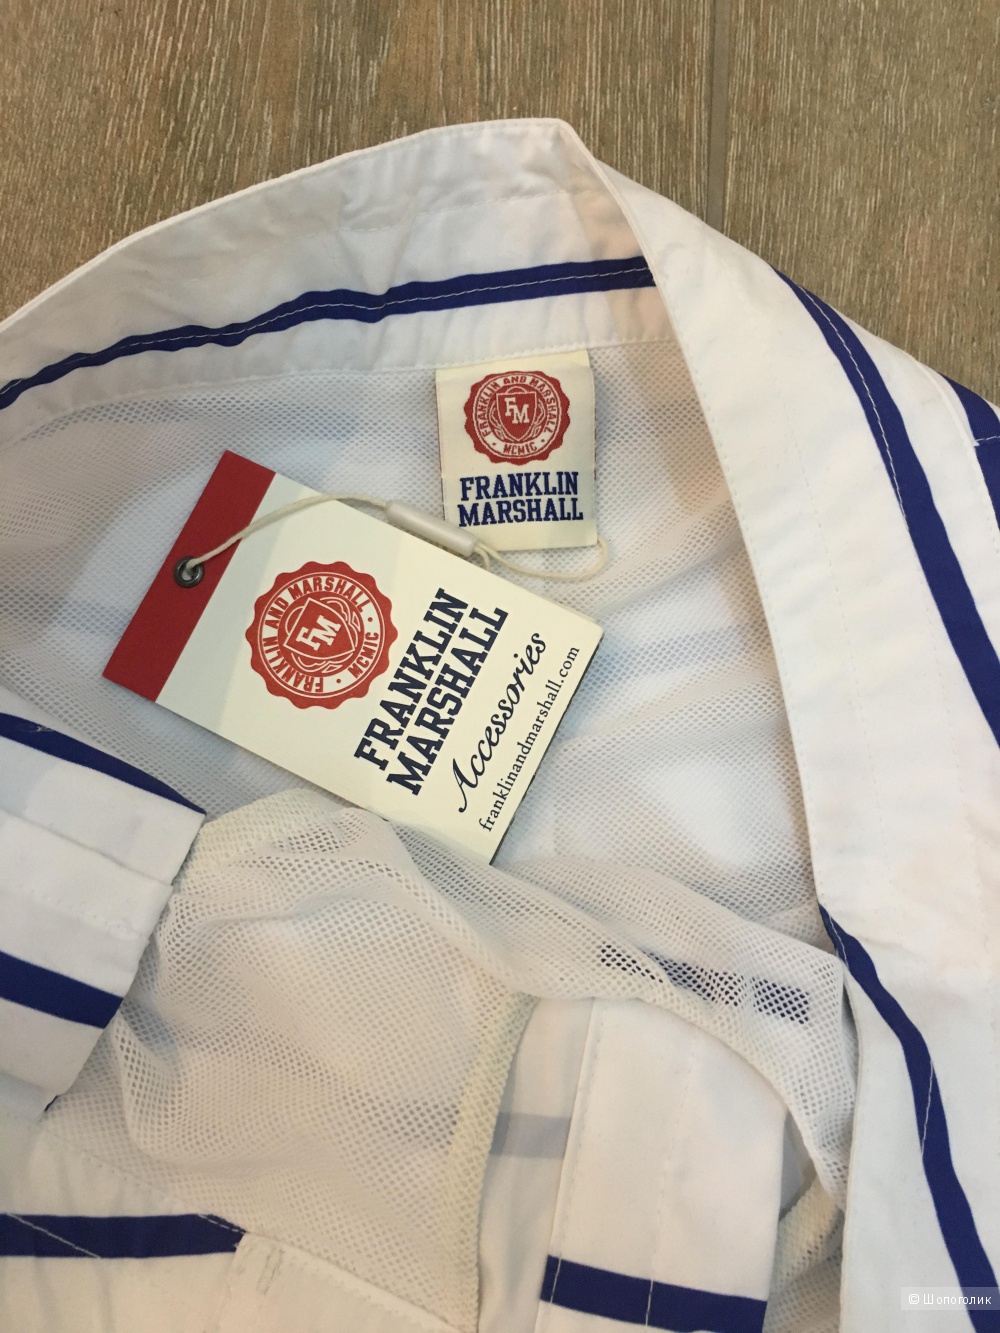 FRANKLIN AND MARSHALL
FM
• MCMIC •
FRANKLIN
MARSHALL
FRANKLIN AND MARSHALL
FM
• MCMIC •
FRANKLIN
MARSHALL
Accessories
franklinandmarshall.com
© Шопоголик